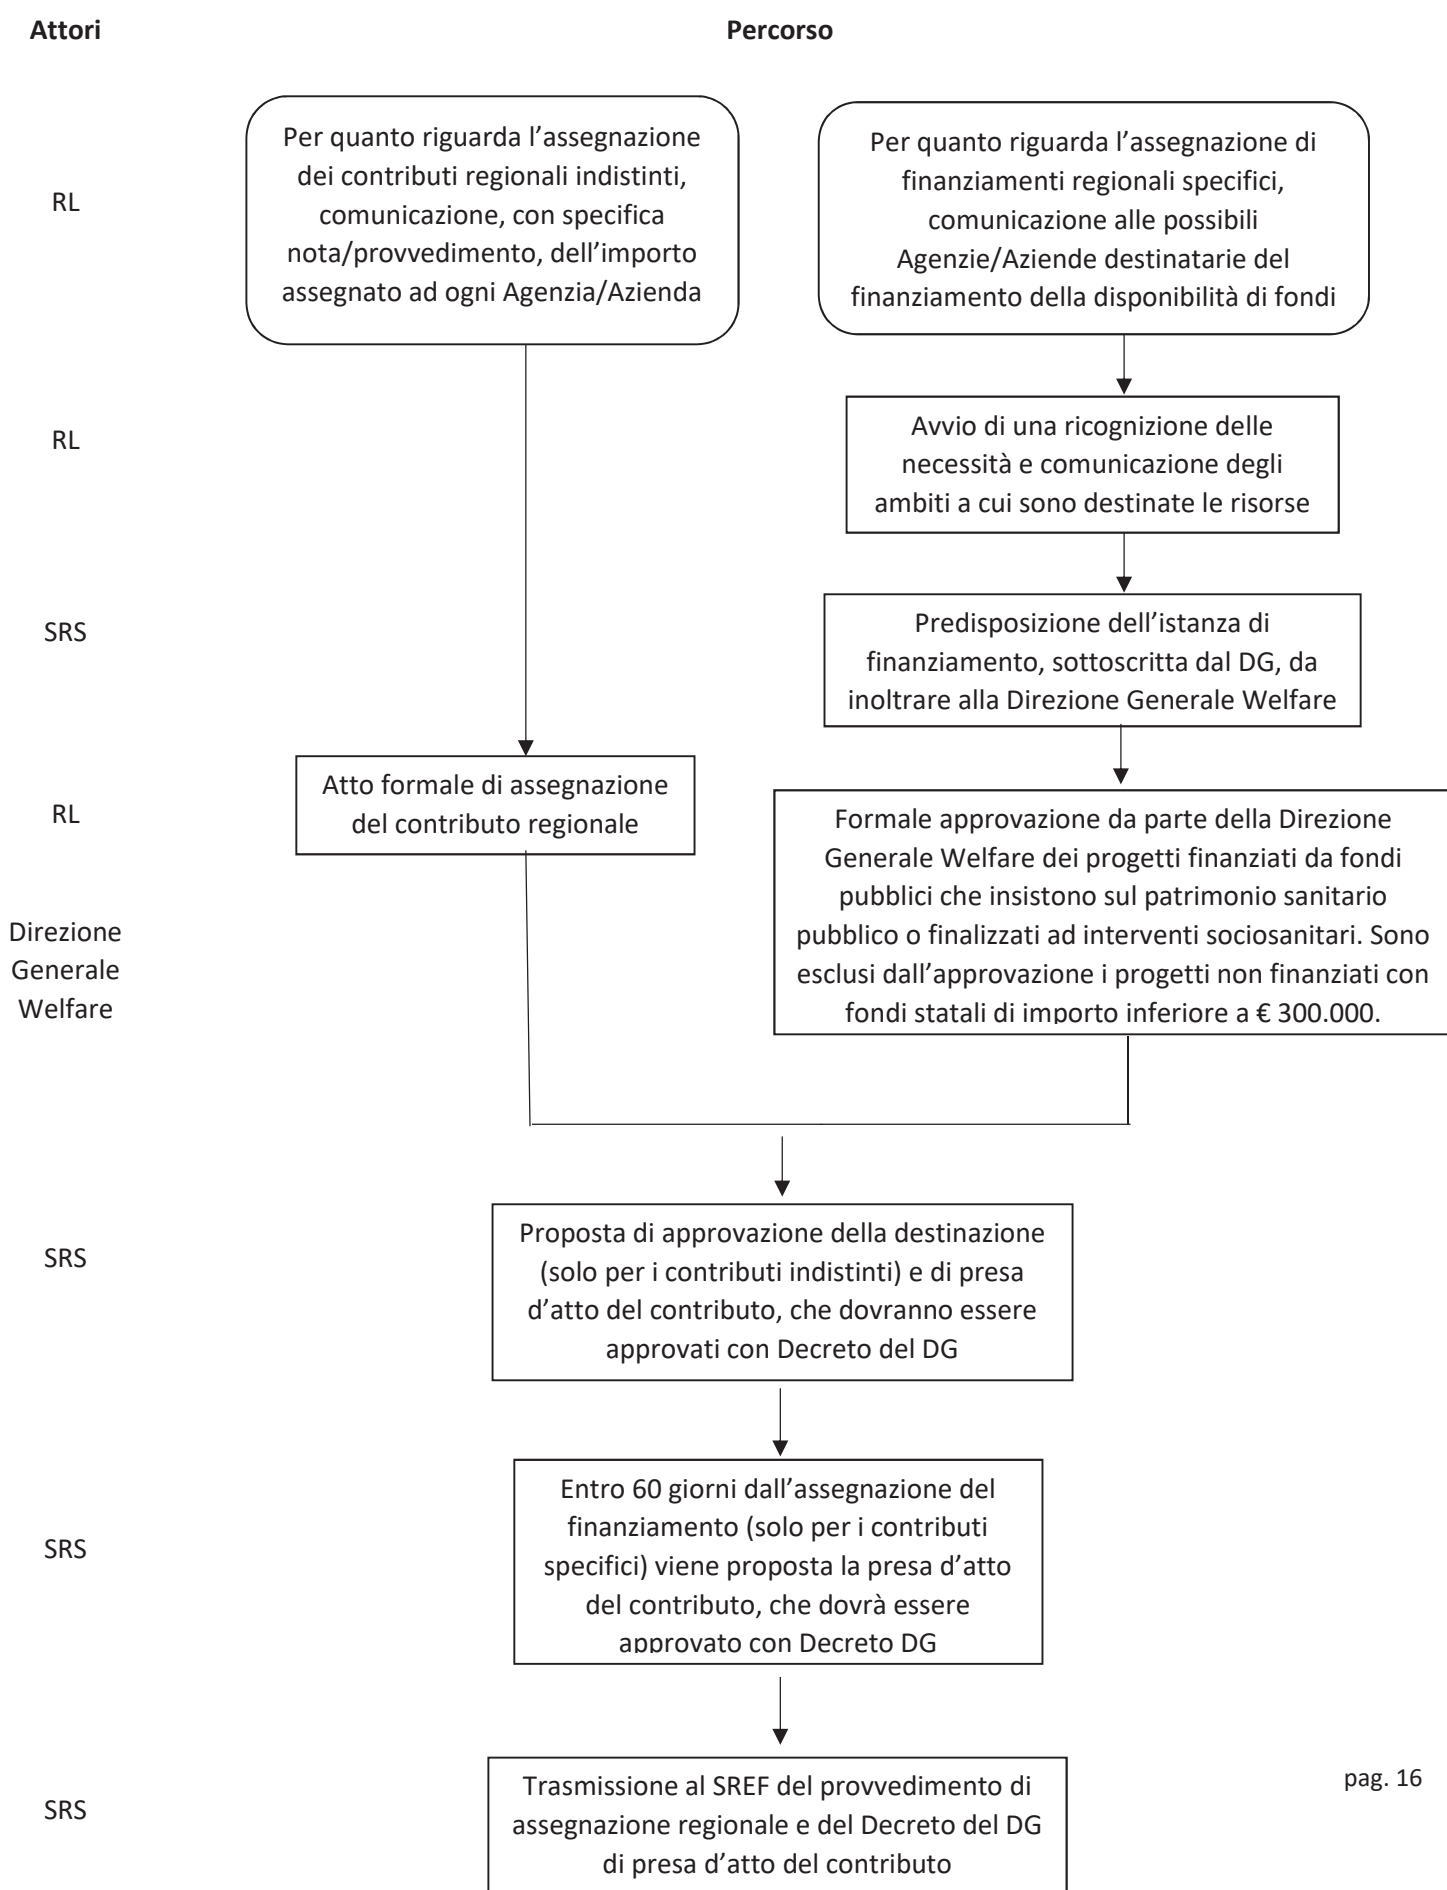 Attori
Percorso
RL
Per quanto riguarda l’assegnazione
dei contributi regionali indistinti,
comunicazione, con specifica
nota/provvedimento, dell’importo
assegnato ad ogni Agenzia/Azienda
Per quanto riguarda l’assegnazione di
finanziamenti regionali specifici,
comunicazione alle possibili
Agenzie/Aziende destinatarie del
finanziamento della disponibilità di fondi
RL
Avvio di una ricognizione delle
necessità e comunicazione degli
ambiti a cui sono destinate le risorse
SRS
Predisposizione dell’istanza di
finanziamento, sottoscritta dal DG, da
inoltrare alla Direzione Generale Welfare
RL
Atto formale di assegnazione
del contributo regionale
Direzione
Generale
Welfare
Formale approvazione da parte della Direzione
Generale Welfare dei progetti finanziati da fondi
pubblici che insistono sul patrimonio sanitario
pubblico o finalizzati ad interventi sociosanitari. Sono
esclusi dall’approvazione i progetti non finanziati con
fondi statali di importo inferiore a € 300.000.
SRS
Proposta di approvazione della destinazione
(solo per i contributi indistinti) e di presa
d’atto del contributo, che dovranno essere
approvati con Decreto del DG
SRS
Entro 60 giorni dall’assegnazione del
finanziamento (solo per i contributi
specifici) viene proposta la presa d’atto
del contributo, che dovrà essere
approvato con Decreto DG
SRS
Trasmissione al SREF del provvedimento di
assegnazione regionale e del Decreto del DG
di presa d’atto del contributo
pag. 16